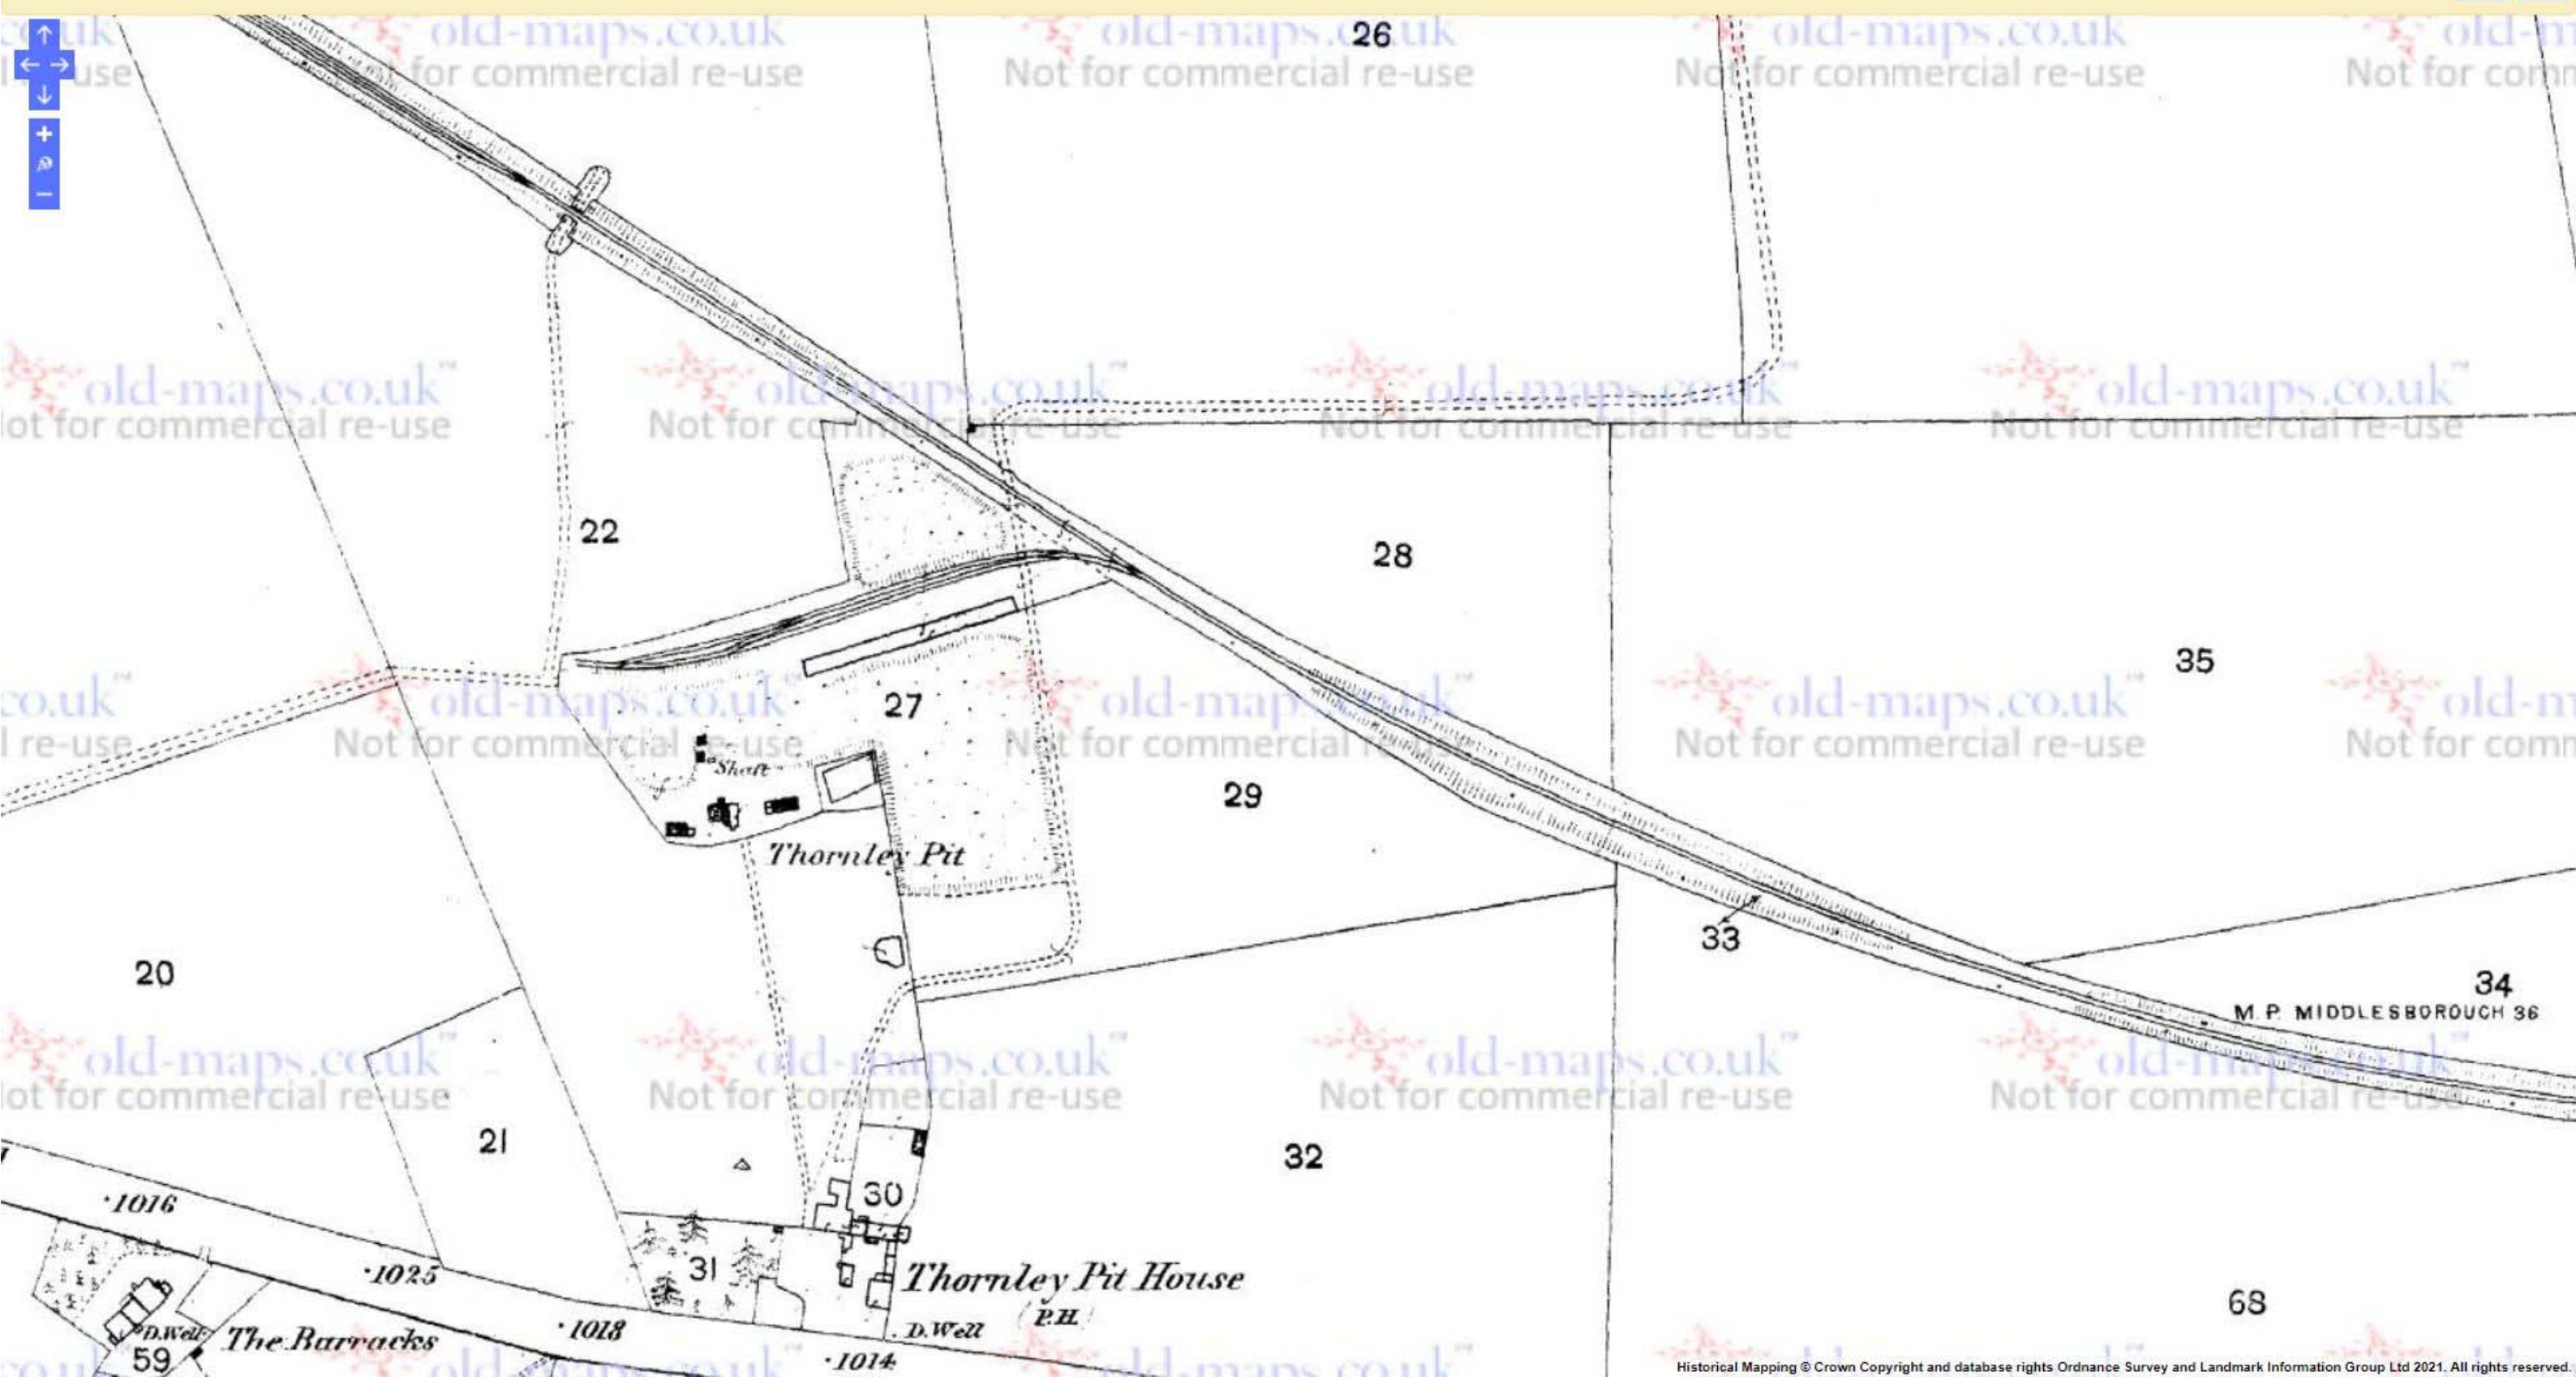 26
22
28
35
27
Shaft
29
Thornley Pit
33
20
34
M.P. MIDDLESBOROUGH 36
21
32
30
·1016
31
·1025
Thornley Pit House
(P.H.)
68
·1018
D.Well
D.Well
The Barracks
59
·1014
old-maps.co.uk
Not for commercial re-use
Historical Mapping © Crown Copyright and database rights Ordnance Survey and Landmark Information Group Ltd 2021. All rights reserved.